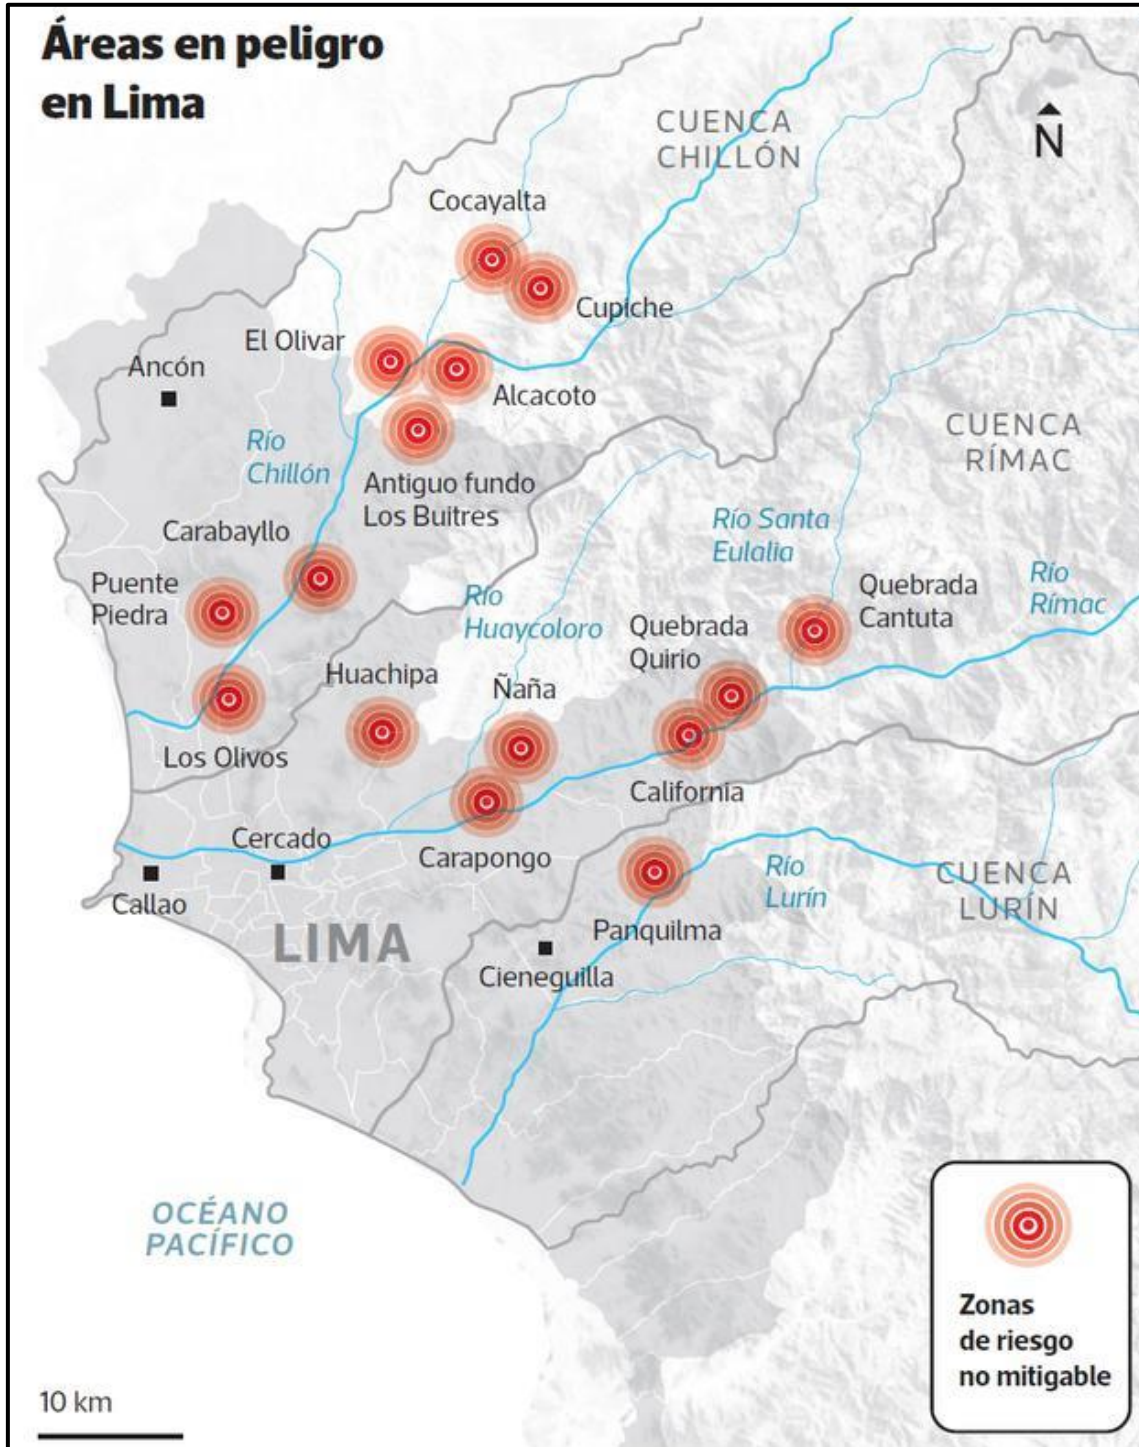 Áreas en peligro
en Lima
CUENCA
CHILLÓN
N
Cocayalta
Cupiche
El Olivar
Ancón
Alcacoto
CUENCA
RÍMAC
Río
Chillón
Antiguo fundo
Los Buitres
Carabayllo
Río Santa
Eulalia
Puente
Piedra
Río
Huaycoloro
Quebrada
Cantuta
Río
Rímac
Quebrada
Quirio
Huachipa
Ñaña
Los Olivos
California
Cercado
Carapongo
Callao
Río
Lurín
CUENCA
LURÍN
LIMA
Panquilma
Cieneguilla
OCÉANO
PACÍFICO
Zonas
de riesgo
no mitigable
10 km